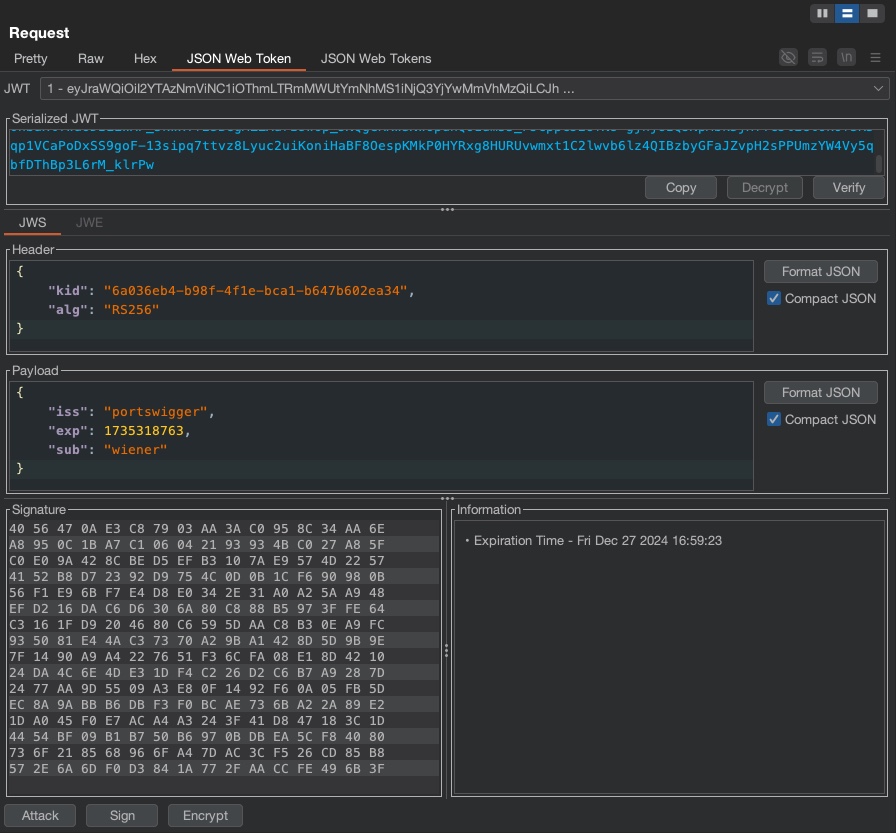 Request
Pretty Raw Hex JSON Web Token JSON Web Tokens \n
JWT 1 - eyJraWQiOiI2YTAzNmViNC1iOThmLTRmMWUtYmNhMS1iNjQ3YjYwMmVhMzQiLCJh ...
Serialized JWT
qp1VCaPoDxSS9goF-13sipq7ttvz8Lyuc2uiKoniHaBF8OespKMkP0HYRxg8HURUvwmxt1C2lwvb6lz4QIBzbyGFaJZvpH2sPPUmzYW4Vy5q
bfDThBp3L6rM_klrPw
Copy Decrypt Verify
JWS JWE
Header
{
"kid": "6a036eb4-b98f-4f1e-bca1-b647b602ea34",
"alg": "RS256"
}
Format JSON
Compact JSON
Payload
{
"iss": "portswigger",
"exp": 1735318763,
"sub": "wiener"
}
Format JSON
Compact JSON
Signature
40 56 47 0A E3 C8 79 03 AA 3A C0 95 8C 34 AA 6E
A8 95 0C 1B A7 C1 06 04 21 93 93 4B C0 27 A8 5F
C0 E0 9A 42 8C BE D5 EF B3 10 7A E9 57 4D 22 57
41 52 B8 D7 23 92 D9 75 4C 0D 0B 1C F6 90 98 0B
56 F1 E9 6B F7 E4 D8 E0 34 2E 31 A0 A2 5A A9 48
EF D2 16 DA C6 D6 30 6A 80 C8 88 B5 97 3F FE 64
C3 16 1F D9 20 46 80 C6 59 5D AA C8 B3 0E A9 FC
93 50 81 E4 4A C3 73 70 A2 9B A1 42 8D 5D 9B 9E
7F 14 90 A9 A4 22 76 51 F3 6C FA 08 E1 8D 42 10
24 DA 4C 6E 4D E3 1D F4 C2 26 D2 C6 B7 A9 28 7D
24 77 AA 9D 55 09 A3 E8 0F 14 92 F6 0A 05 FB 5D
EC 8A 9A BB B6 DB F3 F0 BC AE 73 6B A2 2A 89 E2
1D A0 45 F0 E7 AC A4 A3 24 3F 41 D8 47 18 3C 1D
44 54 BF 09 B1 B7 50 B6 97 0B DB EA 5C F8 40 80
73 6F 21 85 68 96 6F A4 7D AC 3C F5 26 CD 85 B8
57 2E 6A 6D F0 D3 84 1A 77 2F AA CC FE 49 6B 3F
Information
• Expiration Time - Fri Dec 27 2024 16:59:23
Attack Sign Encrypt